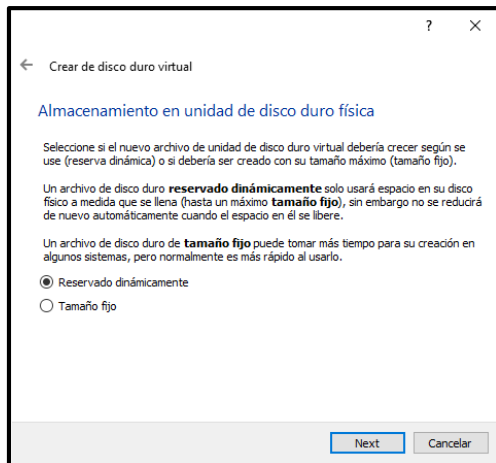 ?
Crear de disco duro virtual
Almacenamiento en unidad de disco duro física
Seleccione si el nuevo archivo de unidad de disco duro virtual debería crecer según se
use (reserva dinámica) o si debería ser creado con su tamaño máximo (tamaño fijo).
Un archivo de disco duro reservado dinámicamente solo usará espacio en su disco
físico a medida que se llena (hasta un máximo tamaño fijo), sin embargo no se reducirá
de nuevo automáticamente cuando el espacio en él se libere.
Un archivo de disco duro de tamaño fijo puede tomar más tiempo para su creación en
algunos sistemas, pero normalmente es más rápido al usarlo.
Reservado dinámicamente
Tamaño fijo
Next Cancelar